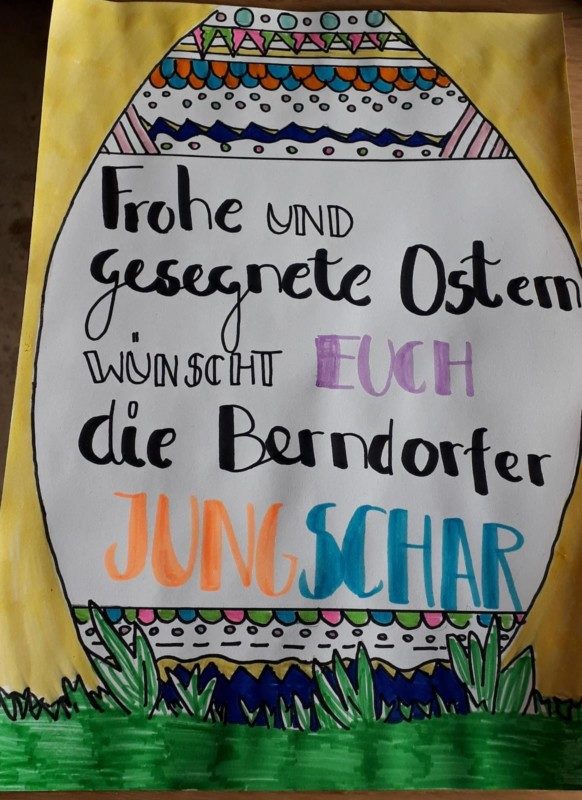 Frohe UND
gesegnete Ostern
WÜNSCHT EUCH
die Berndorfer
JUNGSCHAR